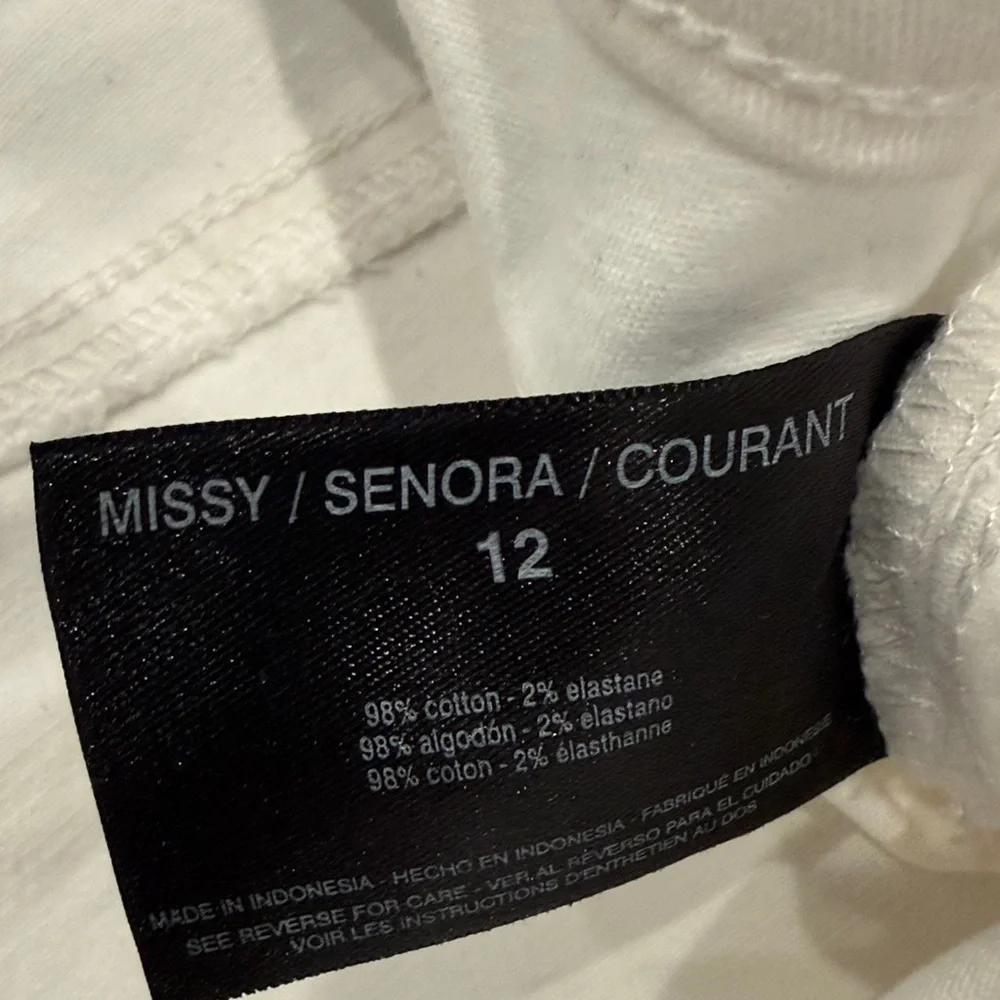 MISSY / SENORA / COURANT
12
98% cotton - 2% elastane
98% algodón - 2% elastano
98% coton - 2% élasthanne
MADE IN INDONESIA - HECHO EN INDONESIA - FABRIQUÉ EN INDONÉSIE
SEE REVERSE FOR CARE - VER AL REVERSO PARA EL CUIDADO
VOIR LES INSTRUCTIONS D'ENTRETIEN AU DOS